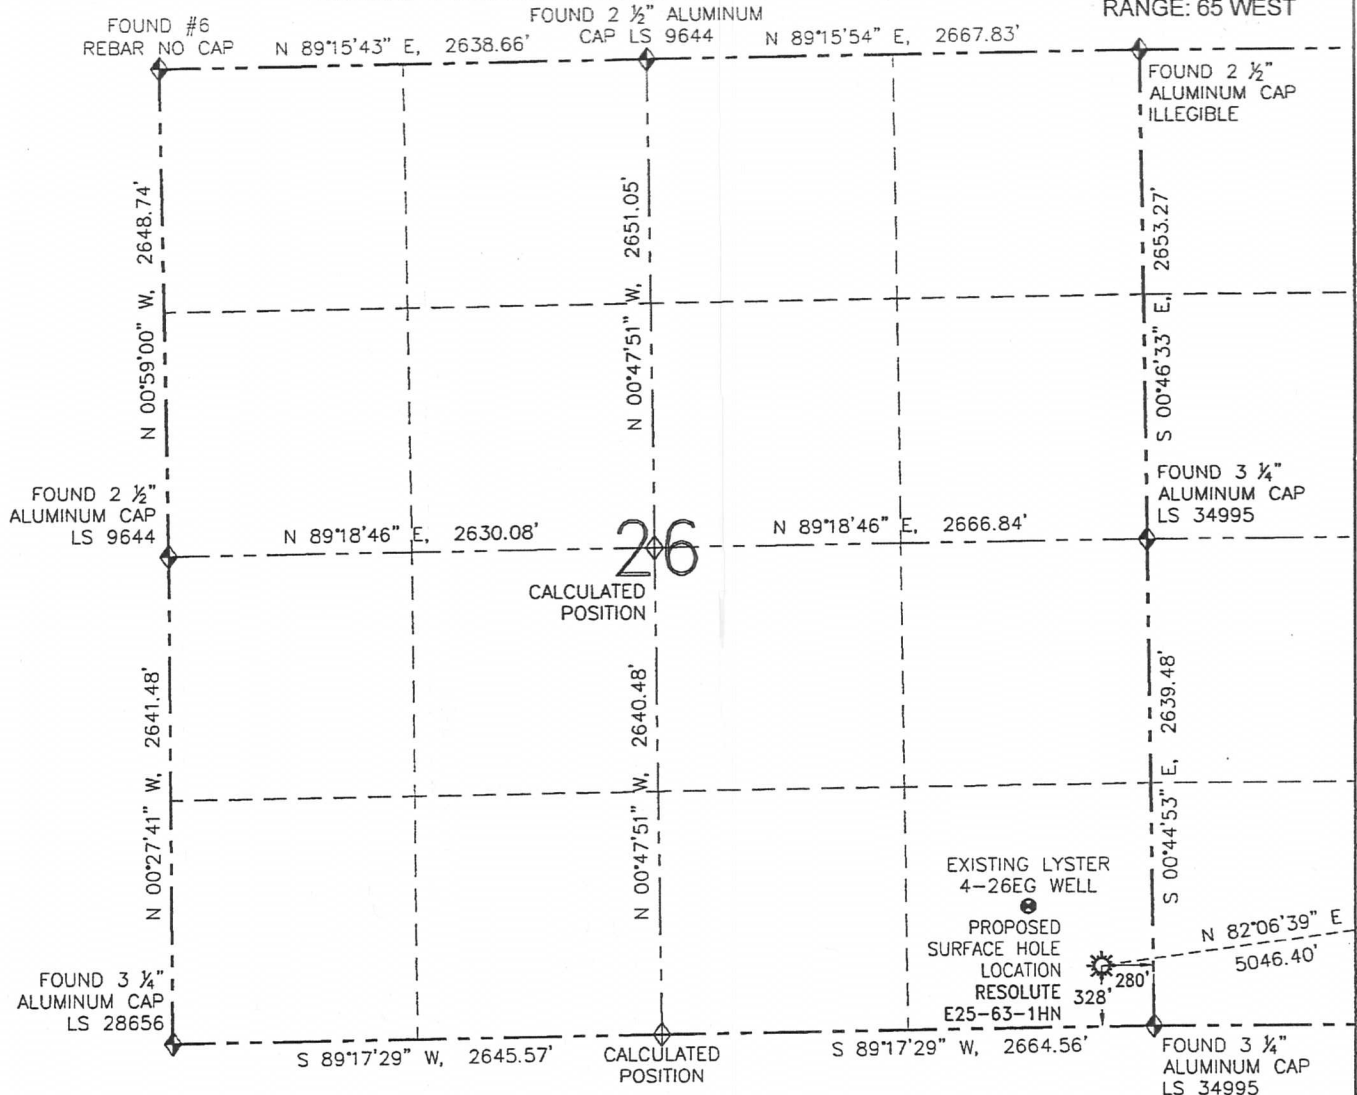 RANGE: 65 WEST
FOUND #6
REBAR NO CAP
N 89°15'43" E, 2638.66'
FOUND 2 ½" ALUMINUM
CAP LS 9644
N 89°15'54" E, 2667.83'
FOUND 2 ½"
ALUMINUM CAP
ILLEGIBLE
N 00°59'00" W, 2648.74'
N 00°47'51" W, 2651.05'
S 00°46'33" E, 2653.27'
FOUND 2 ½"
ALUMINUM CAP
LS 9644
N 89°18'46" E, 2630.08'
26
N 89°18'46" E, 2666.84'
FOUND 3 ¼"
ALUMINUM CAP
LS 34995
CALCULATED
POSITION
N 00°27'41" W, 2641.48'
N 00°47'51" W, 2640.48'
S 00°44'53" E, 2639.48'
EXISTING LYSTER
4-26EG WELL
PROPOSED
SURFACE HOLE
LOCATION
RESOLUTE
E25-63-1HN
280'
328'
N 82°06'39" E
5046.40'
FOUND 3 ¼"
ALUMINUM CAP
LS 28656
S 89°17'29" W, 2645.57'
CALCULATED
POSITION
S 89°17'29" W, 2664.56'
FOUND 3 ¼"
ALUMINUM CAP
LS 34995